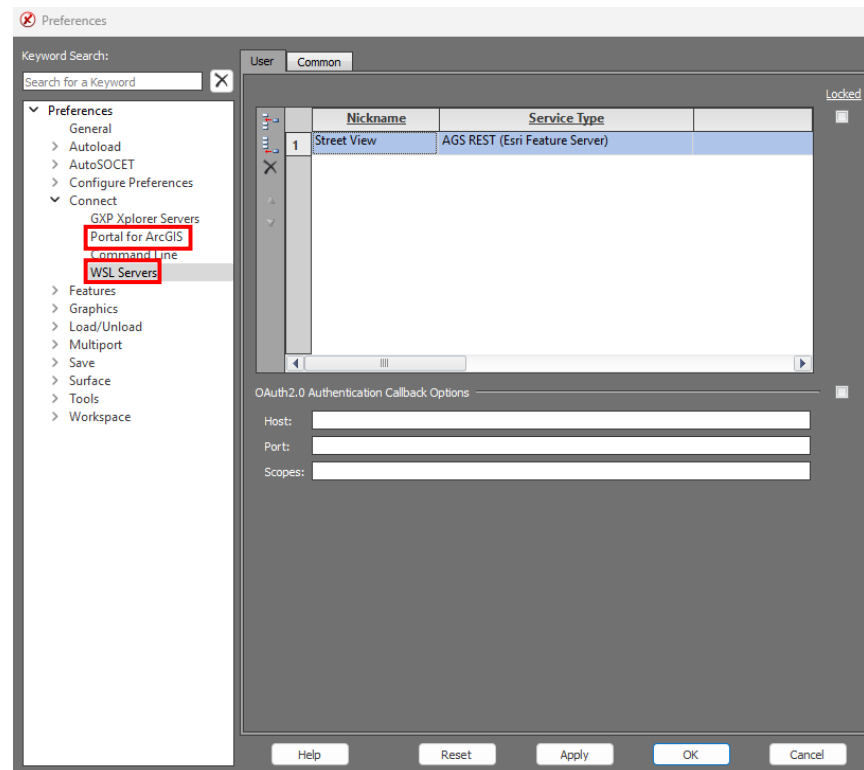 Preferences
Keyword Search:
Search for a Keyword
Preferences
General
Autoload
AutoSOCET
Configure Preferences
Connect
GXP Xplorer Servers
Portal for ArcGIS
Command Line
WSL Servers
Features
Graphics
Load/Unload
Multiport
Save
Surface
Tools
Workspace
User Common
Locked
Nickname Service Type
1 Street View AGS REST (Esri Feature Server)
OAuth2.0 Authentication Callback Options
Host:
Port:
Scopes:
Help Reset Apply OK Cancel